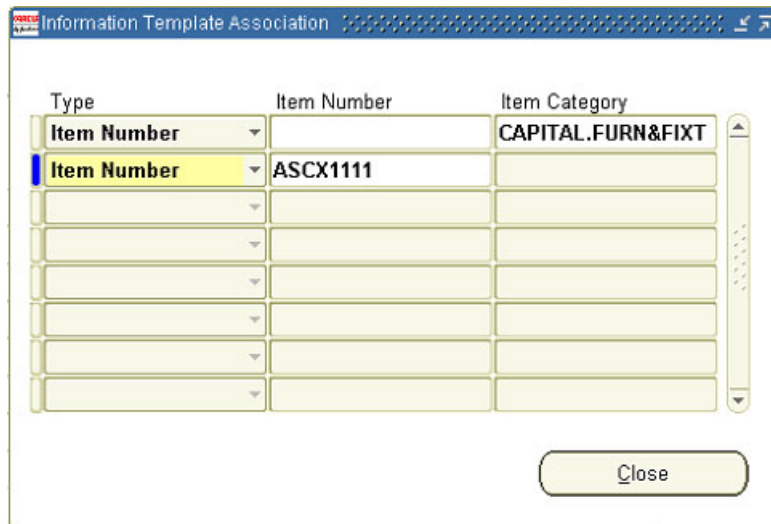 Information Template Association
Type Item Number Item Category
Item Number CAPITAL.FURN&FIXT
Item Number ASCX1111
Close